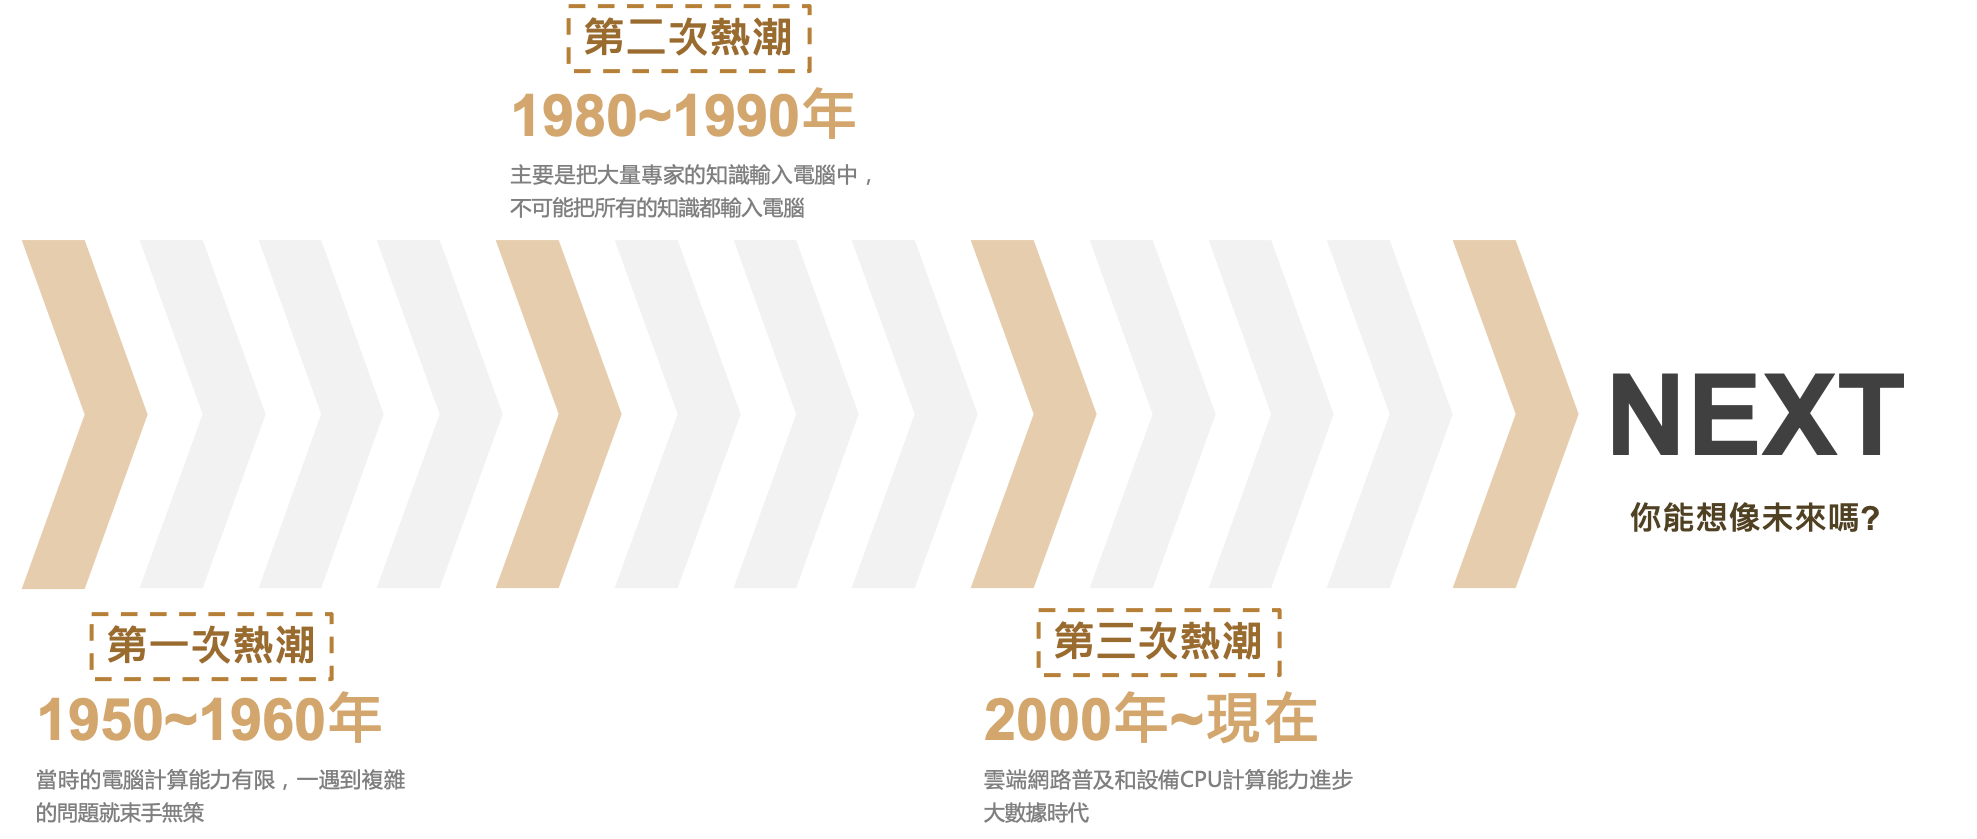 第二次熱潮
1980~1990年
主要是把大量專家的知識輸入電腦中，
不可能把所有的知識都輸入電腦
NEXT
你能想像未來嗎?
第一次熱潮
1950~1960年
當時的電腦計算能力有限，一遇到複雜
的問題就束手無策
第三次熱潮
2000年~現在
雲端網路普及和設備CPU計算能力進步
大數據時代